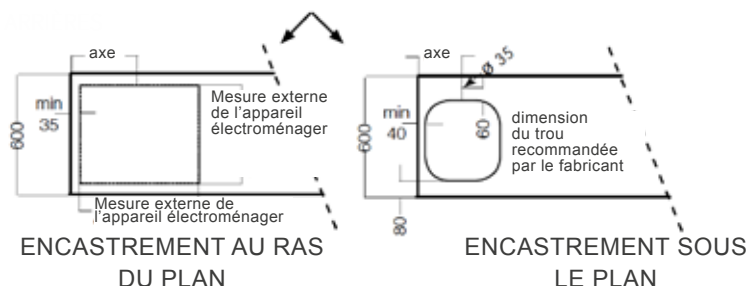 axe
min
35
600
Mesure externe
de l'appareil
électroménager
Mesure externe de
l'appareil électroménager
ENCASTREMENT AU RAS
DU PLAN
axe
Ø 35
min
40
600
60
80
dimension
du trou
recommandée
par le fabricant
ENCASTREMENT SOUS
LE PLAN